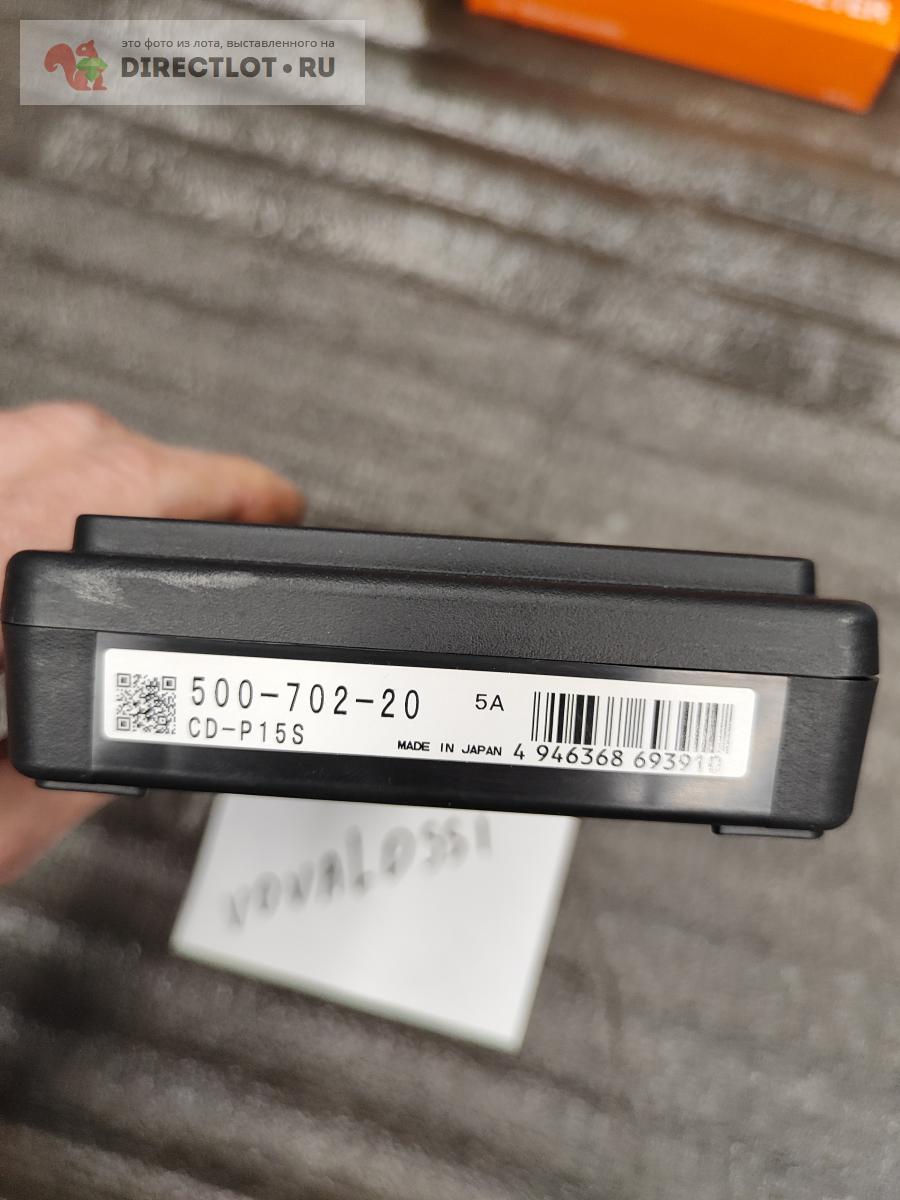 это фото из лота, выставленного на
DIRECTLOT•RU
500-702-20
5A
CD-P15S
MADE IN JAPAN
4 946368 693910
vovaLossi